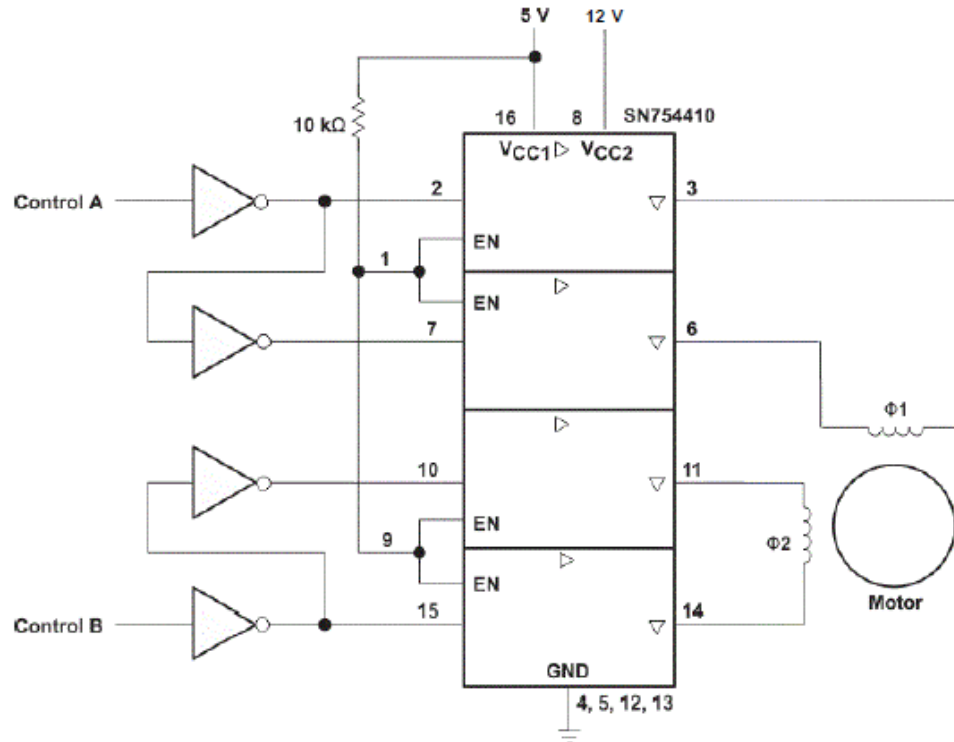 5 V
12 V
10 kΩ
16
8
SN754410
VCC1
VCC2
Control A
2
3
EN
1
EN
7
6
Φ1
10
11
EN
9
Φ2
EN
Motor
Control B
15
14
GND
4, 5, 12, 13